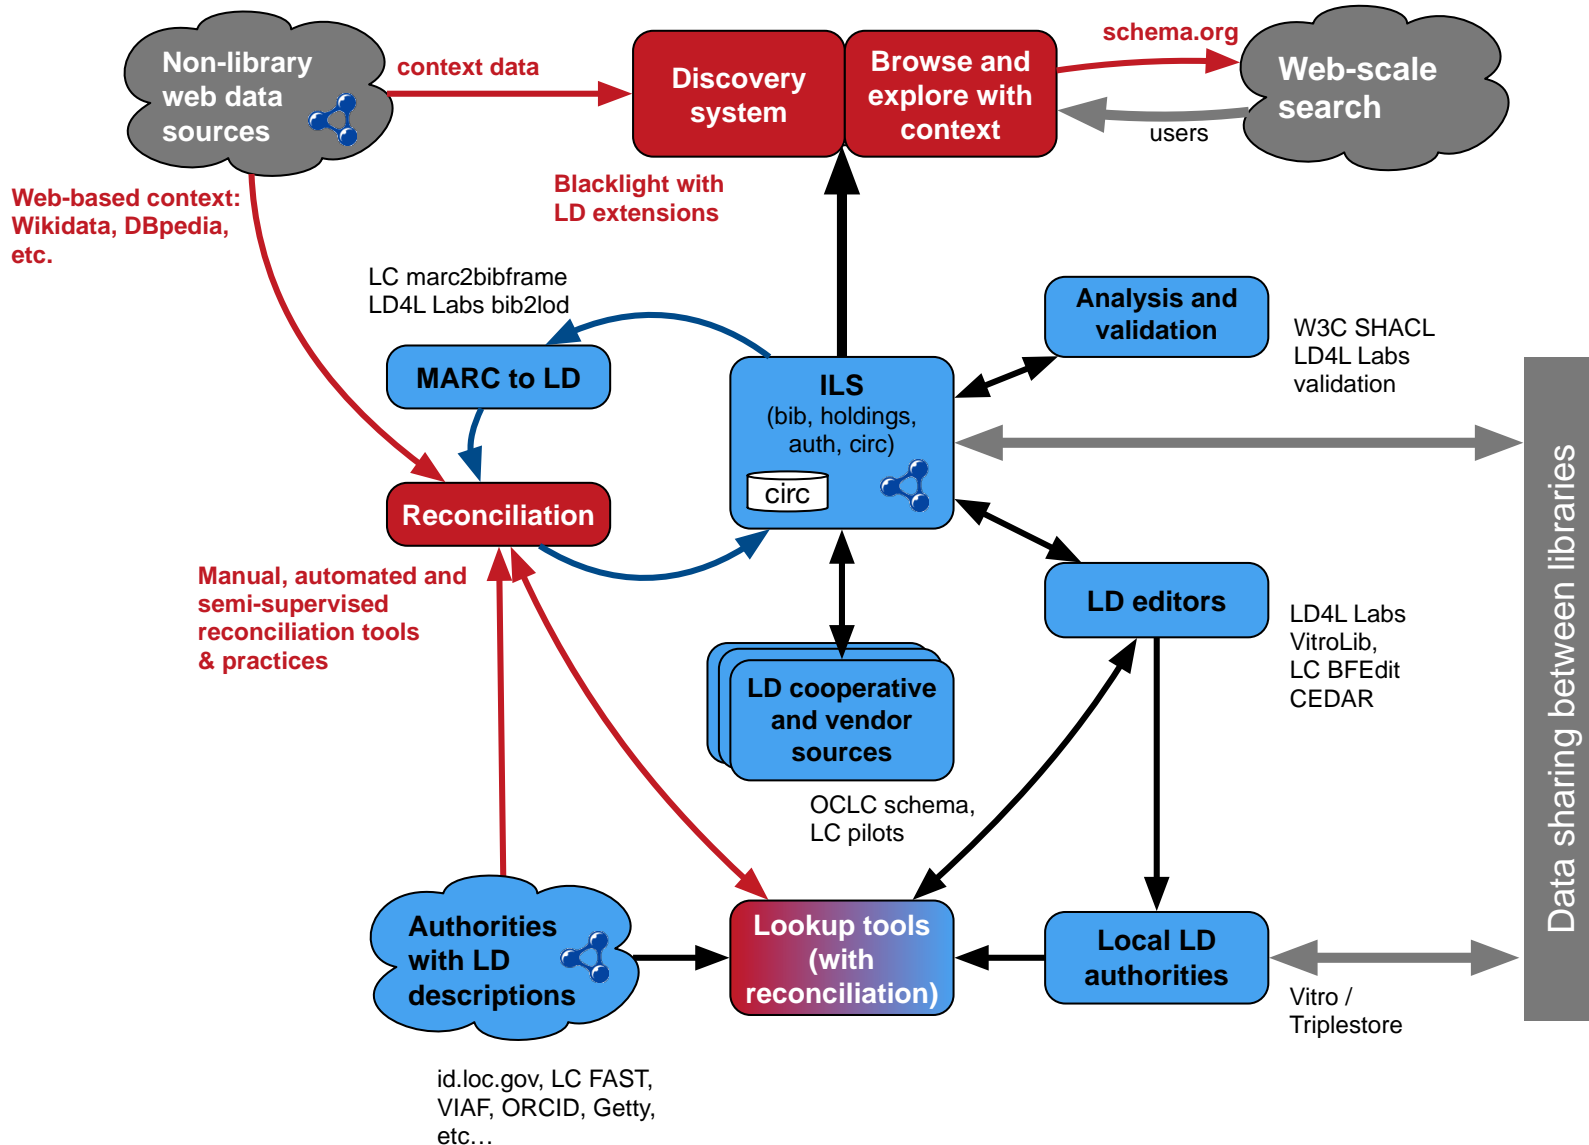 Non-library
web data
sources
context data
Discovery
system
Browse and
explore with
context
schema.org
Web-scale
search
users
Web-based context:
Wikidata, DBpedia,
etc.
Blacklight with
LD extensions
LC marc2bibframe
LD4L Labs bib2lod
MARC to LD
ILS
(bib, holdings,
auth, circ)
circ
Analysis and
validation
W3C SHACL
LD4L Labs
validation
Reconciliation
Manual, automated and
semi-supervised
reconciliation tools
& practices
LD editors
LD4L Labs
VitroLib,
LC BFEdit
CEDAR
LD cooperative
and vendor
sources
OCLC schema,
LC pilots
Data sharing between libraries
Authorities
with LD
descriptions
Lookup tools
(with
reconciliation)
Local LD
authorities
Vitro /
Triplestore
id.loc.gov, LC FAST,
VIAF, ORCID, Getty,
etc…